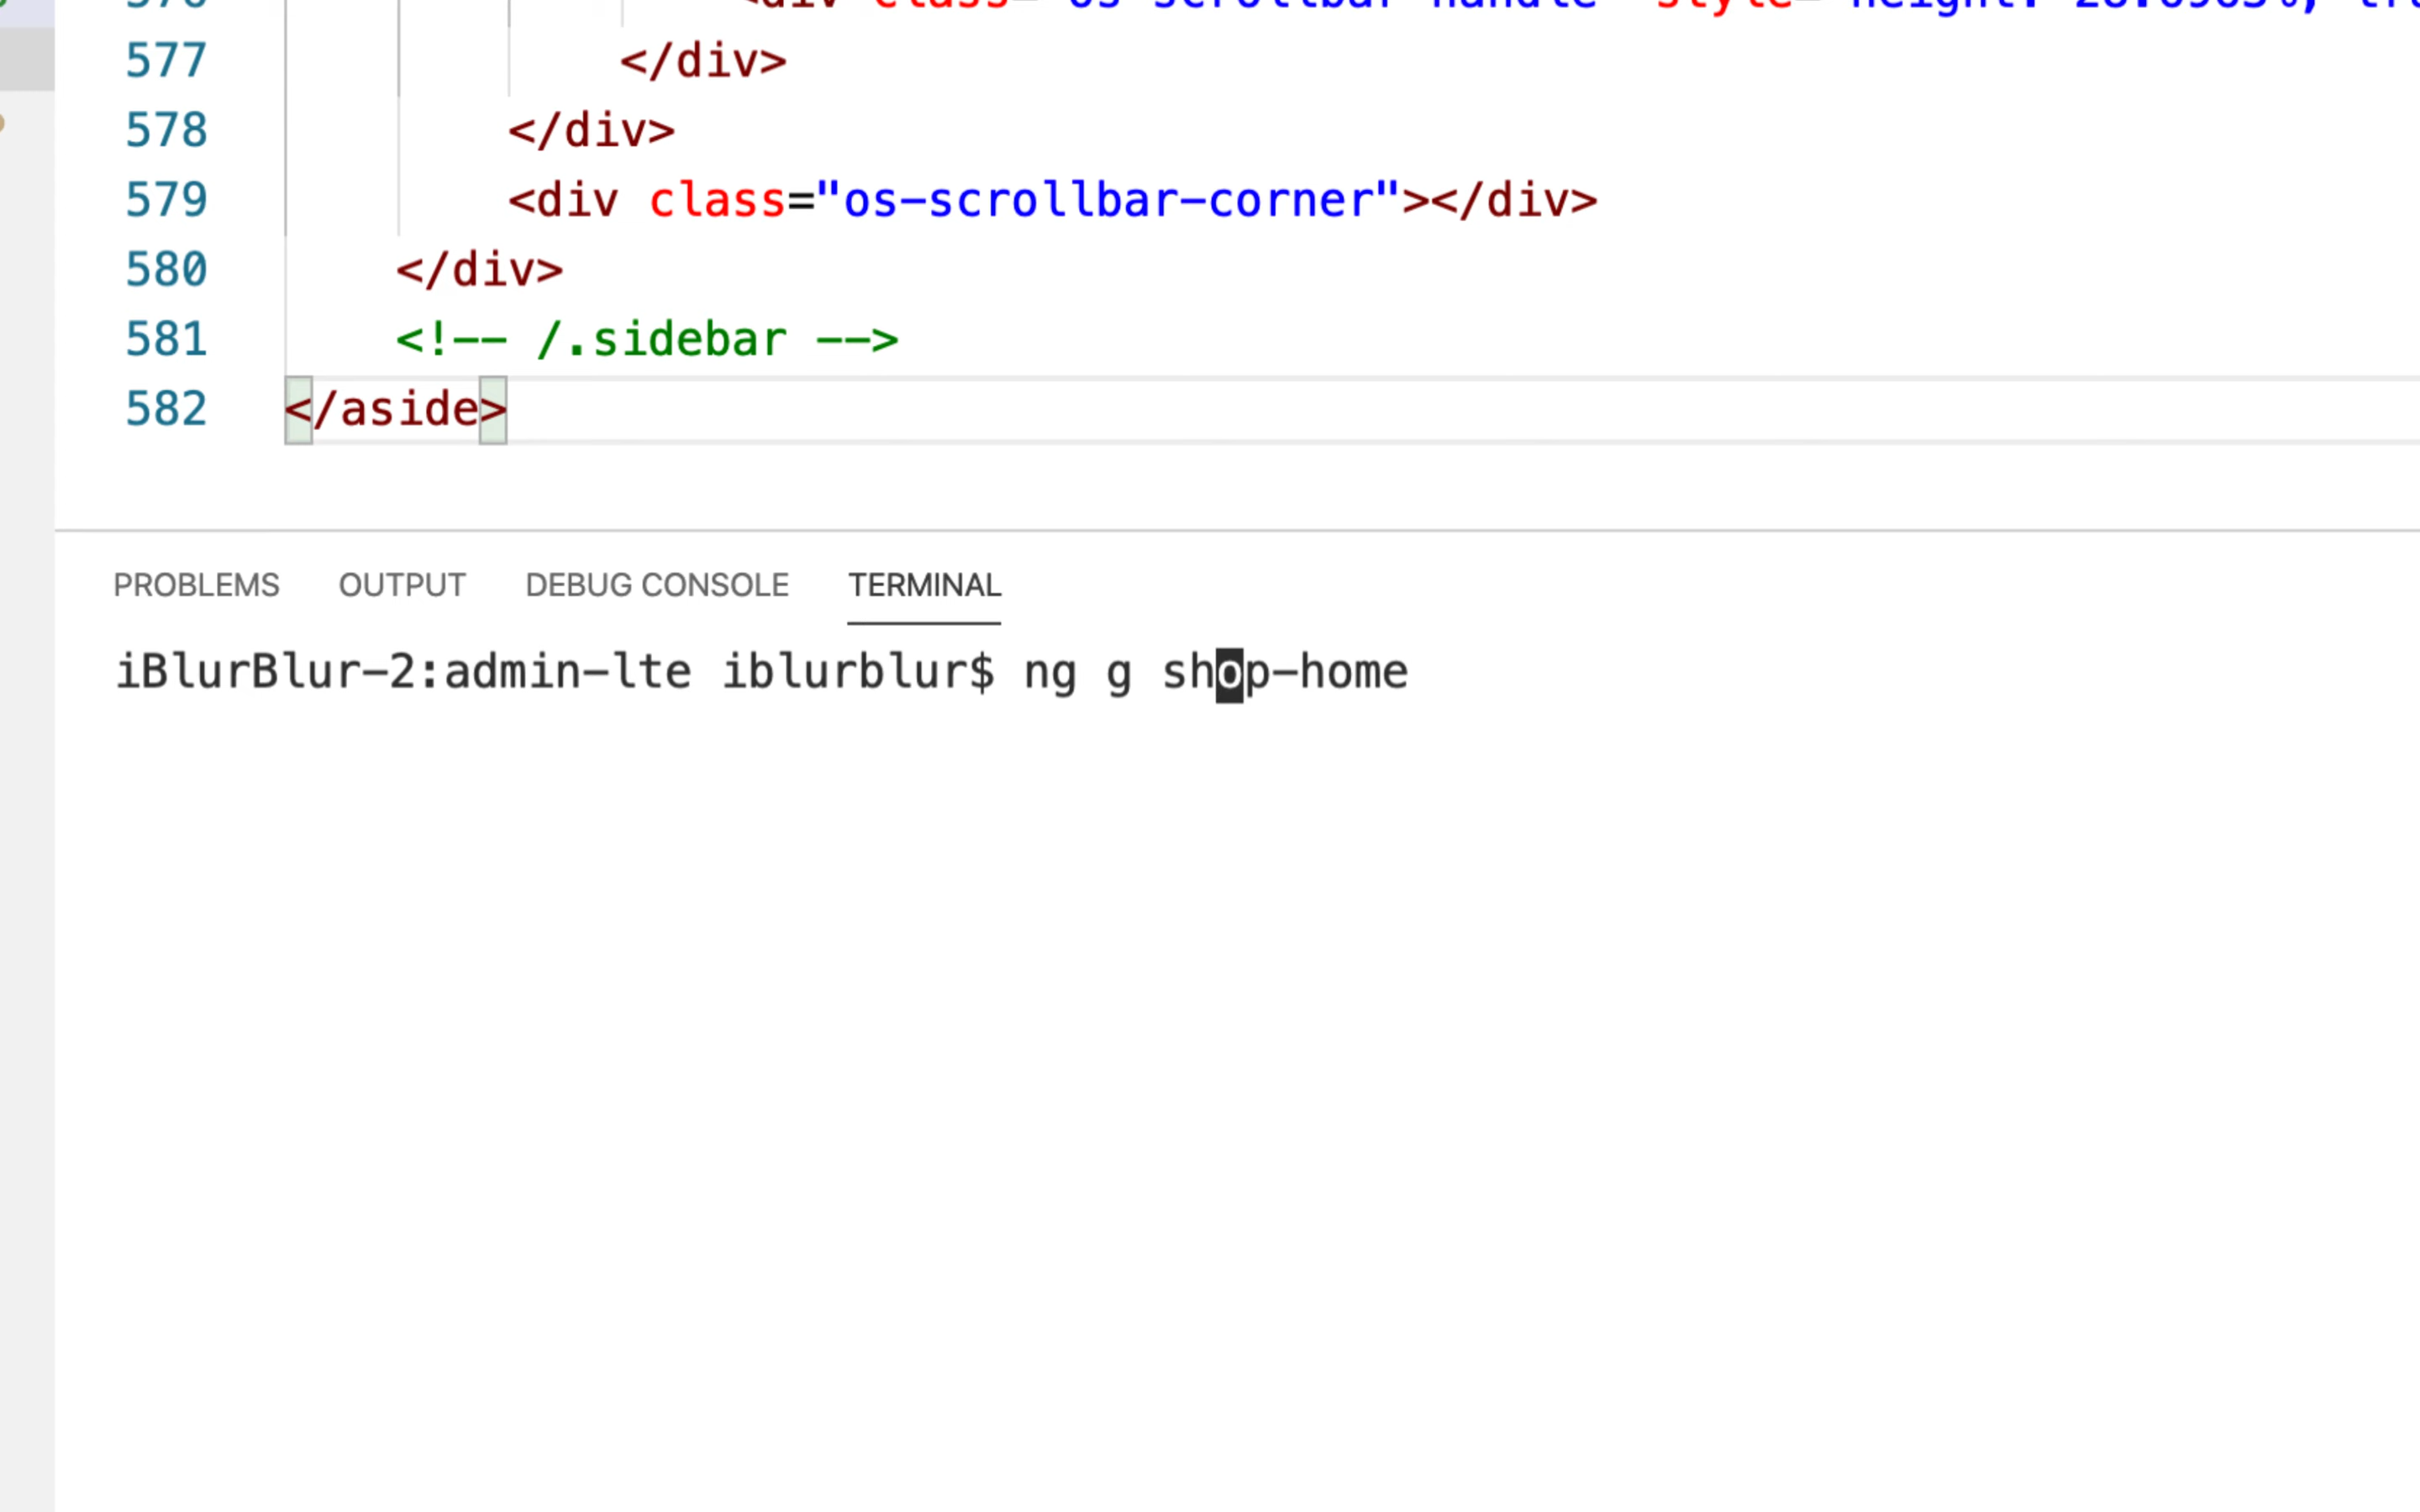 577 </div>
578 </div>
579 <div class="os-scrollbar-corner"></div>
580 </div>
581 <!-- /.sidebar -->
582 </aside>
PROBLEMS OUTPUT DEBUG CONSOLE TERMINAL
iBlurBlur-2:admin-lte iblurblur$ ng g shop-home